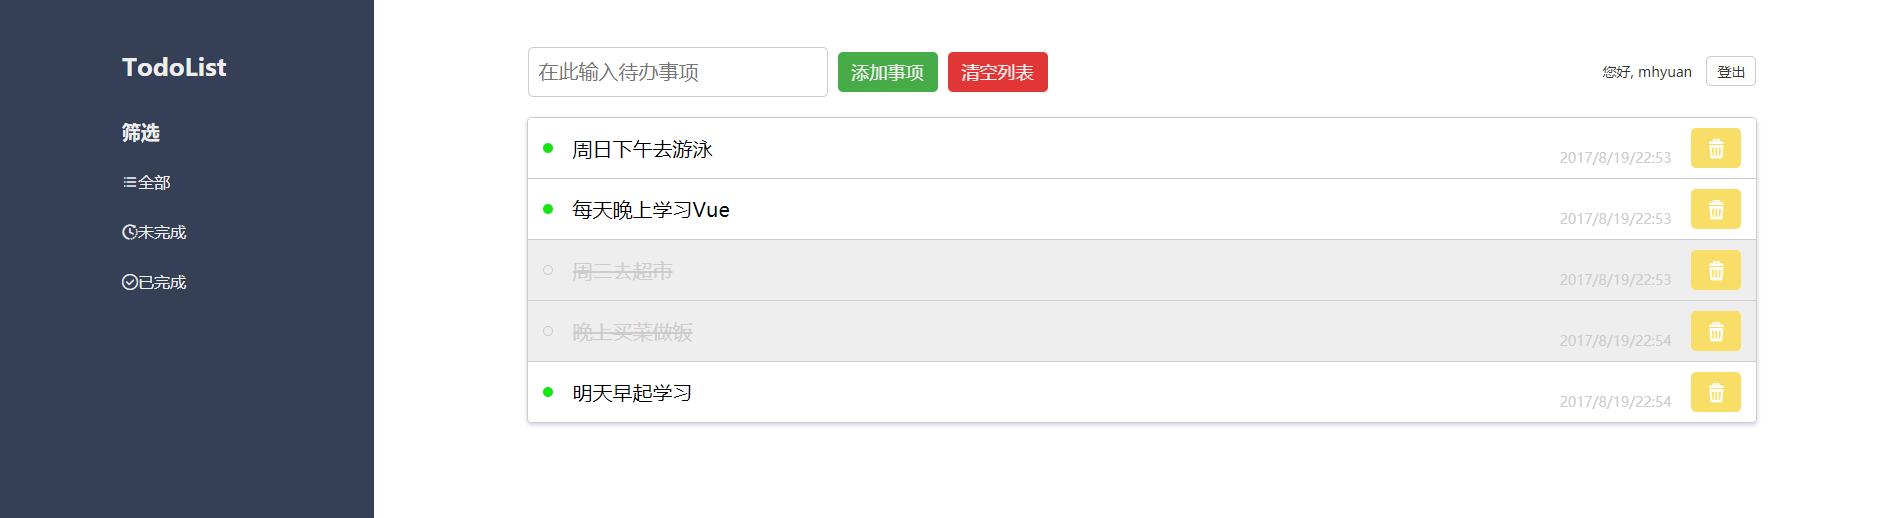 TodoList
筛选
全部
未完成
已完成
在此输入待办事项 添加事项 清空列表 您好, mhyuan 登出
周日下午去游泳 2017/8/19/22:53
每天晚上学习Vue 2017/8/19/22:53
周二去超市 2017/8/19/22:53
晚上买菜做饭 2017/8/19/22:54
明天早起学习 2017/8/19/22:54